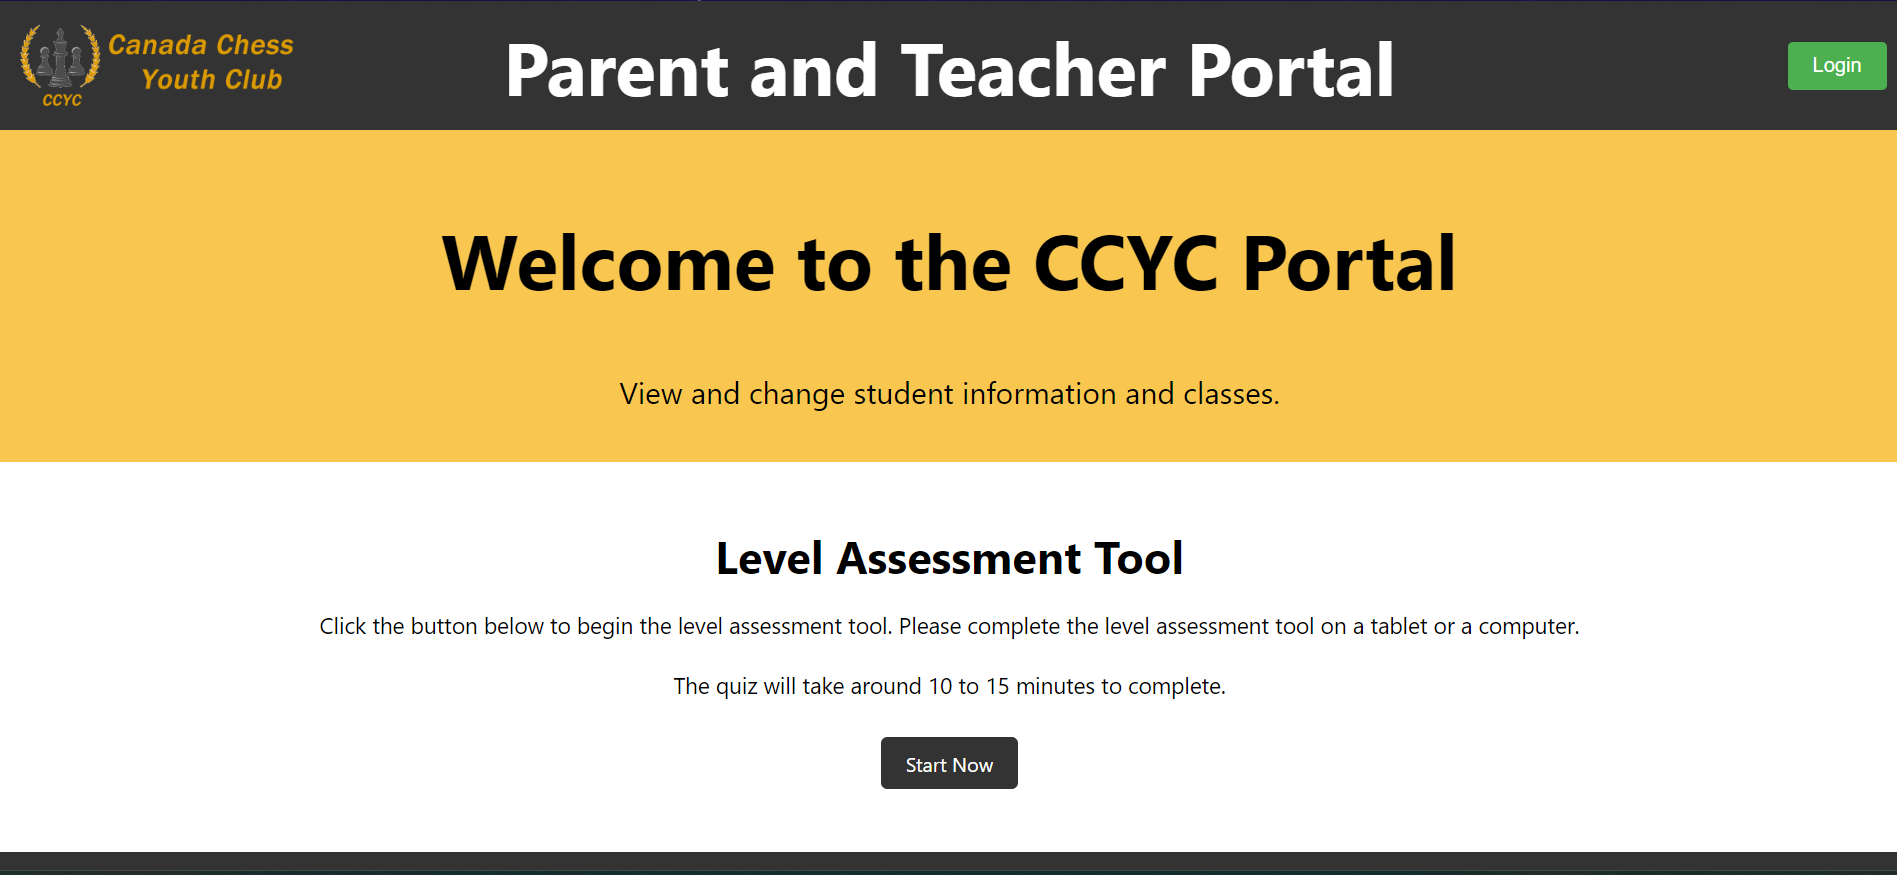 Canada Chess
Youth Club
CCYC
Parent and Teacher Portal
Login
Welcome to the CCYC Portal
View and change student information and classes.
Level Assessment Tool
Click the button below to begin the level assessment tool. Please complete the level assessment tool on a tablet or a computer.
The quiz will take around 10 to 15 minutes to complete.
Start Now